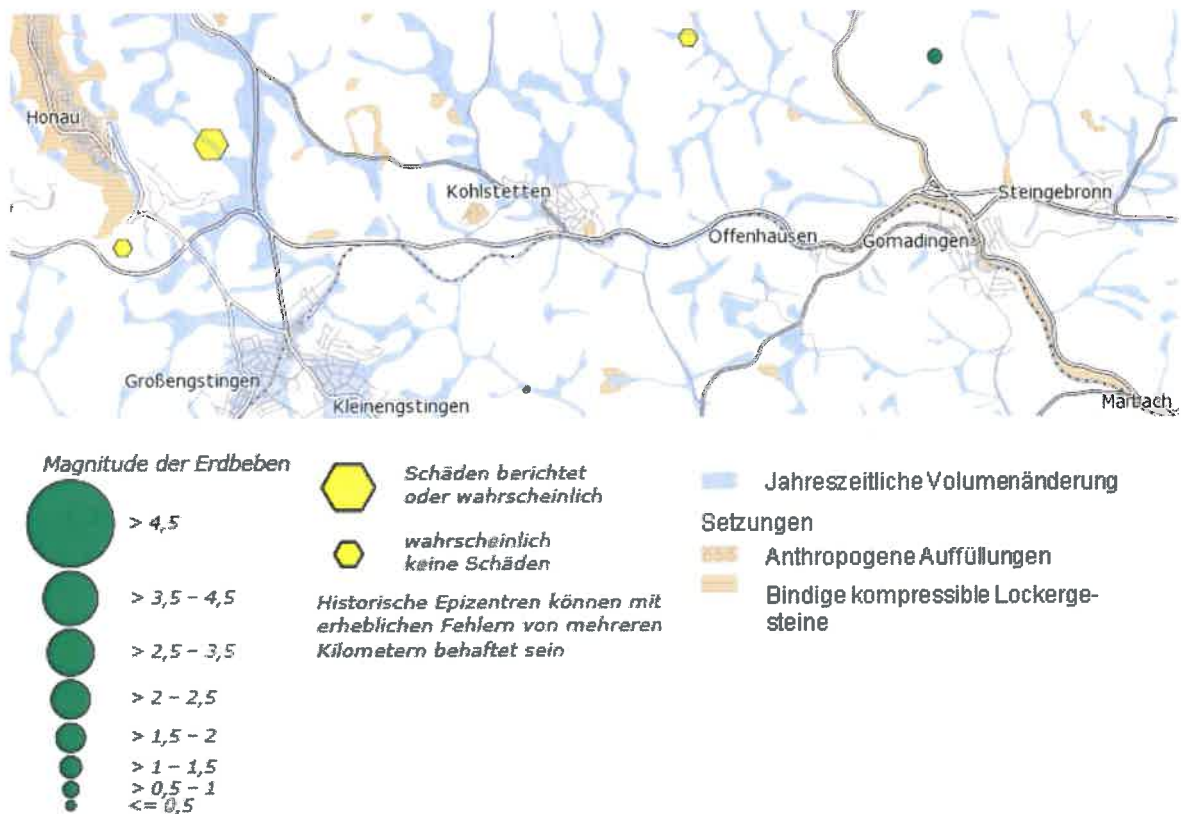 Honau
Kohlstetten
Steingebronn
Offenhausen
Gomadingen
Großengstingen
Kleinengstingen
Marbach
Magnitude der Erdbeben
> 4,5
> 3,5 – 4,5
> 2,5 – 3,5
> 2 – 2,5
> 1,5 – 2
> 1 – 1,5
> 0,5 – 1
<= 0,5
Schäden berichtet
oder wahrscheinlich
wahrscheinlich
keine Schäden
Historische Epizentren können mit
erheblichen Fehlern von mehreren
Kilometern behaftet sein
Jahreszeitliche Volumenänderung
Setzungen
Anthropogene Auffüllungen
Bindige kompressible Lockerge-
steine